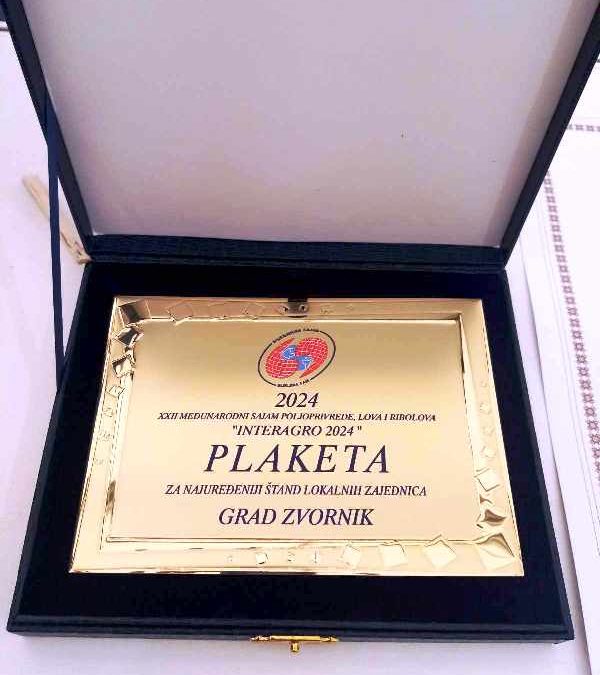 2024
XXII MEĐUNARODNI SAJAM POLJOPRIVREDE, LOVA I RIBOLOVA
"INTERAGRO 2024"
PLAKETA
ZA NAJUREĐENIJI ŠTAND LOKALNIH ZAJEDNICA
GRAD ZVORNIK